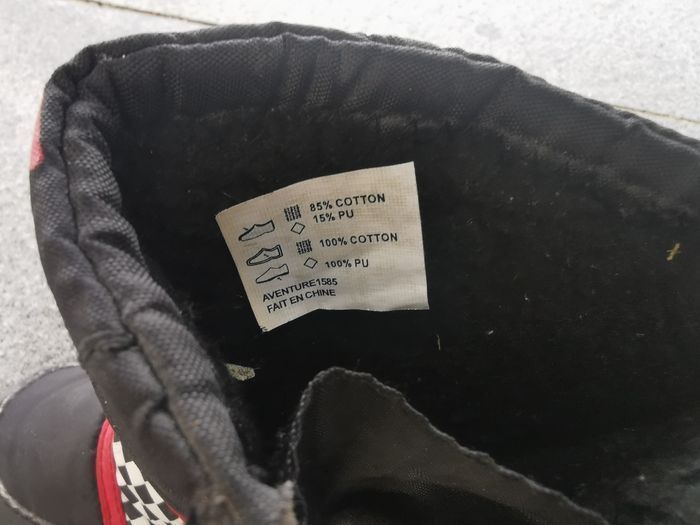 85% COTTON
15% PU
100% COTTON
100% PU
AVENTURE1585
FAIT EN CHINE